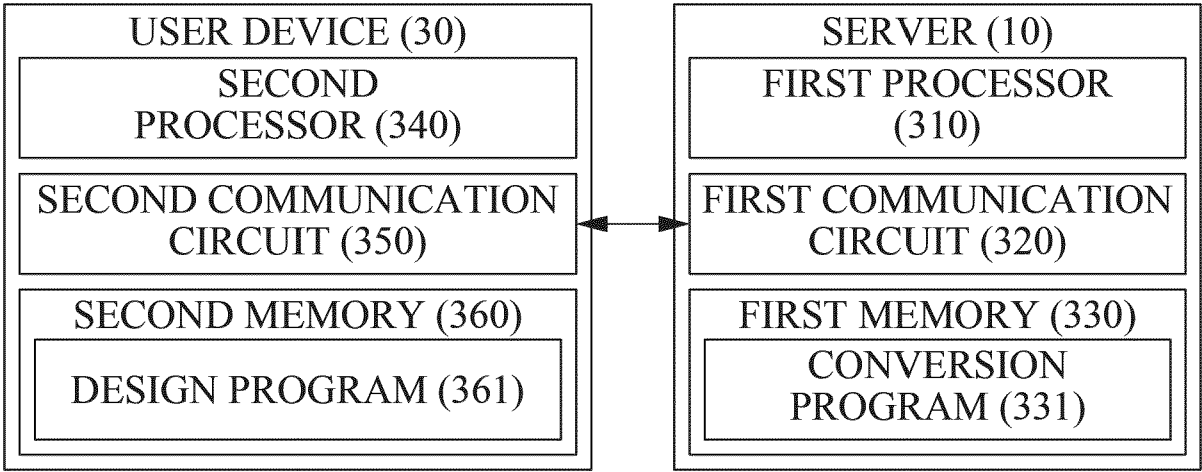 USER DEVICE (30)
SECOND
PROCESSOR (340)
SECOND COMMUNICATION
CIRCUIT (350)
SECOND MEMORY (360)
DESIGN PROGRAM (361)
SERVER (10)
FIRST PROCESSOR
(310)
FIRST COMMUNICATION
CIRCUIT (320)
FIRST MEMORY (330)
CONVERSION
PROGRAM (331)